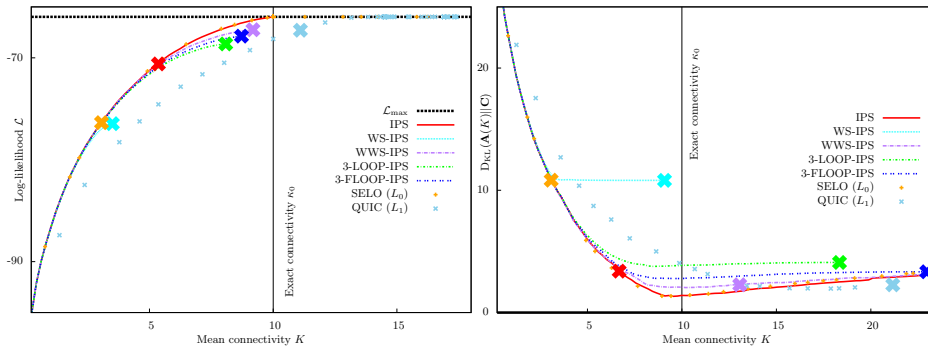 Log-likelihood ℒ
-70
-90
5
10
15
Mean connectivity K
Exact connectivity κ₀
ℒmax
IPS
WS-IPS
WWS-IPS
3-LOOP-IPS
3-FLOOP-IPS
SELO (L₀)
QUIC (L₁)
D_KL(A(K)||C)
20
10
0
5
10
15
20
Mean connectivity K
Exact connectivity κ₀
IPS
WS-IPS
WWS-IPS
3-LOOP-IPS
3-FLOOP-IPS
SELO (L₀)
QUIC (L₁)